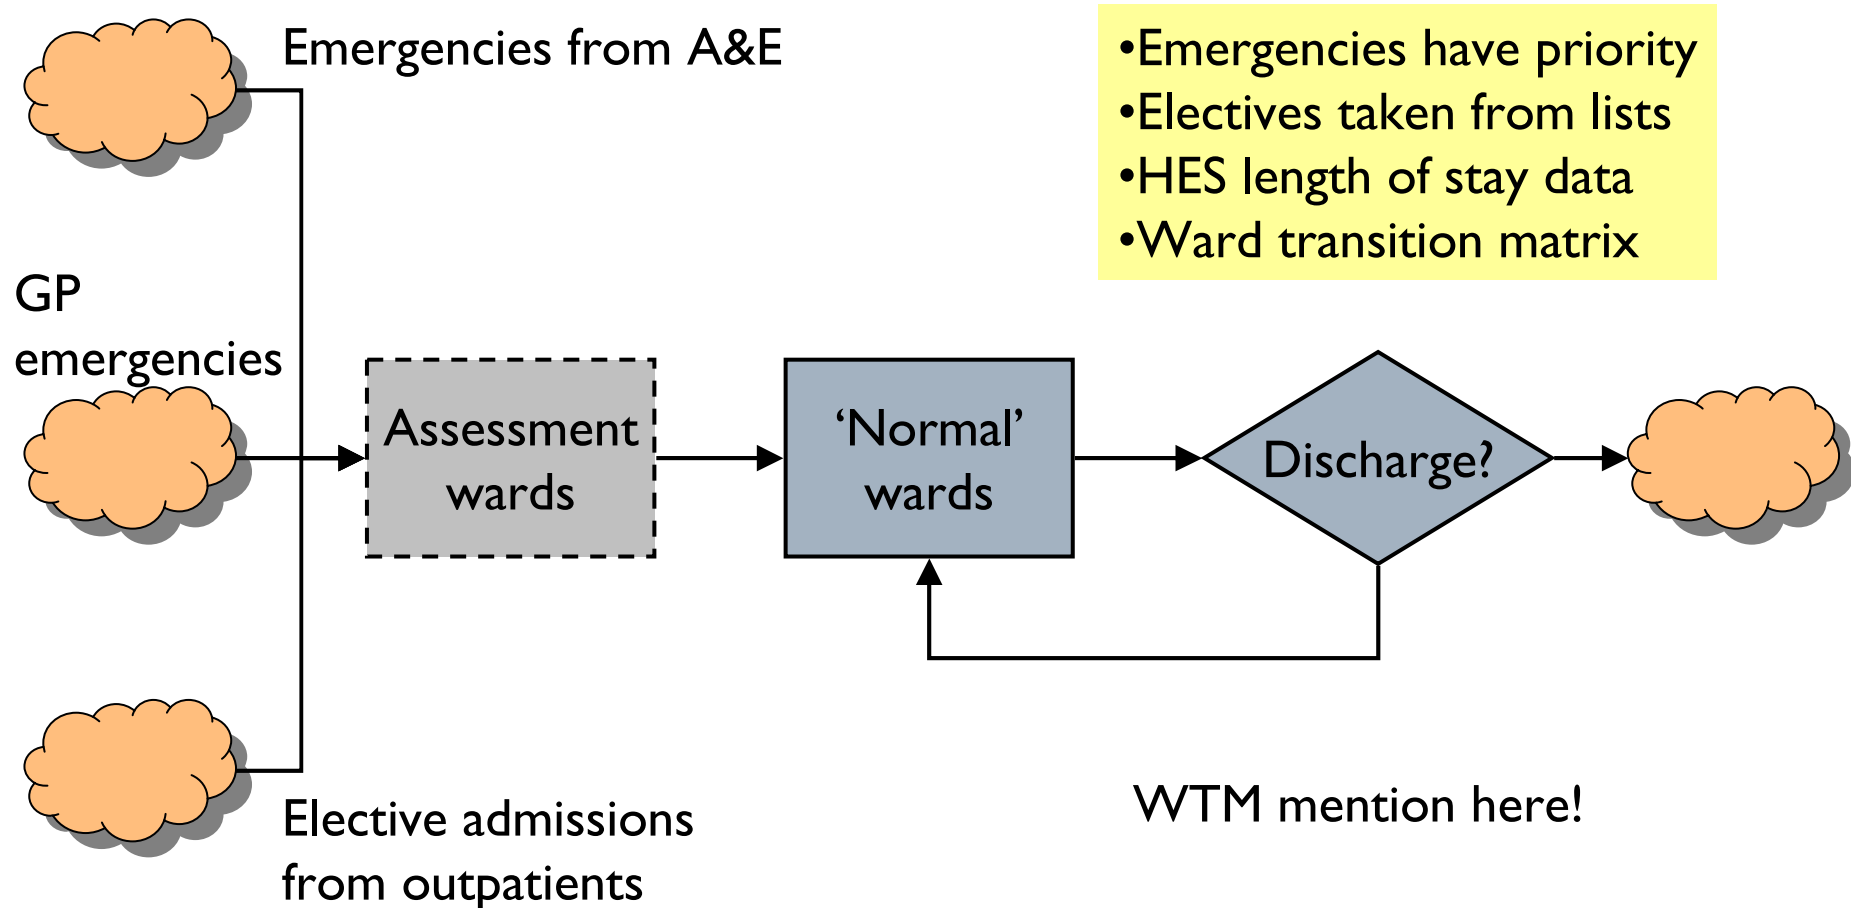 Emergencies from A&E
•Emergencies have priority
•Electives taken from lists
•HES length of stay data
•Ward transition matrix
GP
emergencies
Assessment
wards
‘Normal’
wards
Discharge?
WTM mention here!
Elective admissions
from outpatients